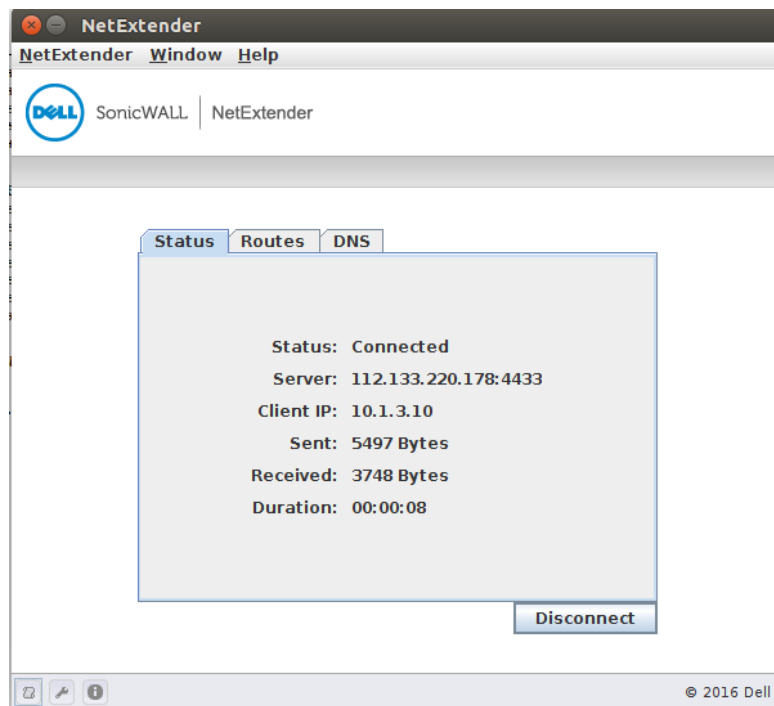 NetExtender
NetExtender Window Help
DELL SonicWALL NetExtender
Status Routes DNS
Status: Connected
Server: 112.133.220.178:4433
Client IP: 10.1.3.10
Sent: 5497 Bytes
Received: 3748 Bytes
Duration: 00:00:08
Disconnect
© 2016 Dell